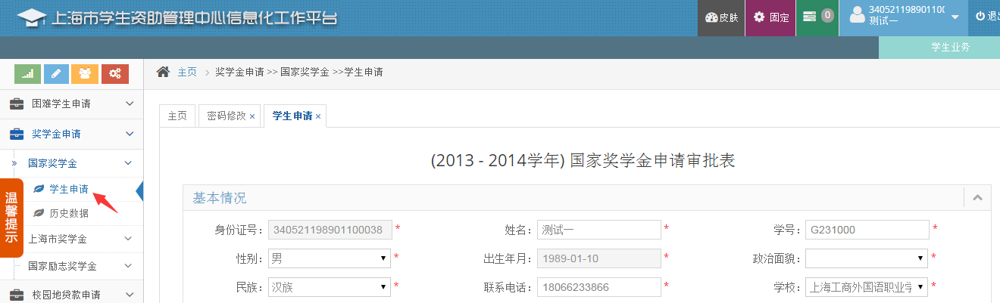 上海市学生资助管理中心信息化工作平台
皮肤
固定
0
34052119890110
测试一
退出
学生业务
主页 奖学金申请 >> 国家奖学金 >>学生申请
困难学生申请
奖学金申请
国家奖学金
学生申请
历史数据
上海市奖学金
国家励志奖学金
校园地贷款申请
温馨提示
主页
密码修改 ×
学生申请 ×
(2013 - 2014学年) 国家奖学金申请审批表
基本情况
身份证号： 340521198901100038 * 姓名： 测试一 * 学号： G231000 *
性别： 男 * 出生年月： 1989-01-10 * 政治面貌： *
民族： 汉族 * 联系电话： 18066233866 * 学校： 上海工商外国语职业学 *